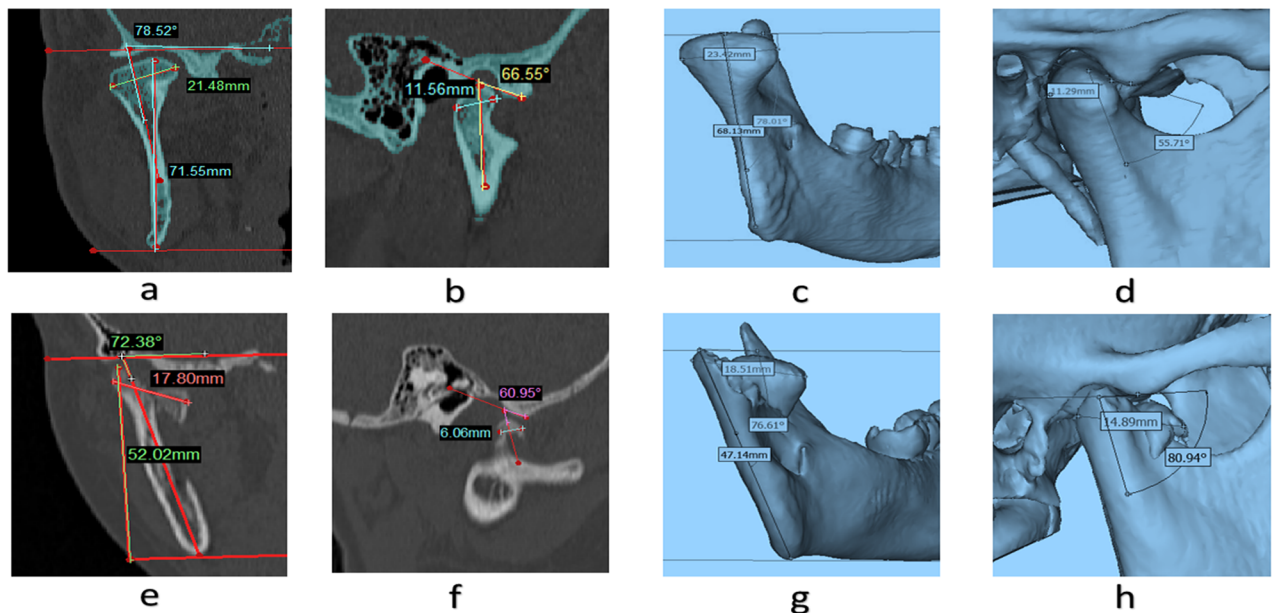 78.52°
21.48mm
71.55mm
66.55°
11.56mm
23.42mm
78.01°
68.13mm
11.29mm
55.71°
a
b
c
d
72.38°
17.80mm
52.02mm
60.95°
6.06mm
18.51mm
76.61°
47.14mm
14.89mm
80.94°
e
f
g
h